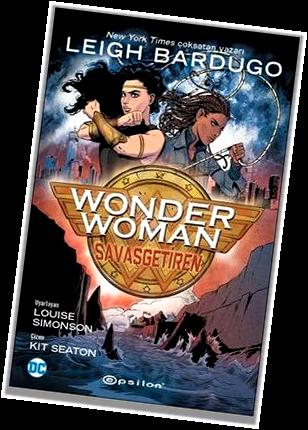 New York Times çoksatan yazarı
LEIGH BARDUGO
WONDER
WOMAN
SAVAŞGETİREN
Uyarlayan
LOUISE
SIMONSON
Çizen
KIT SEATON
DC
epsilon